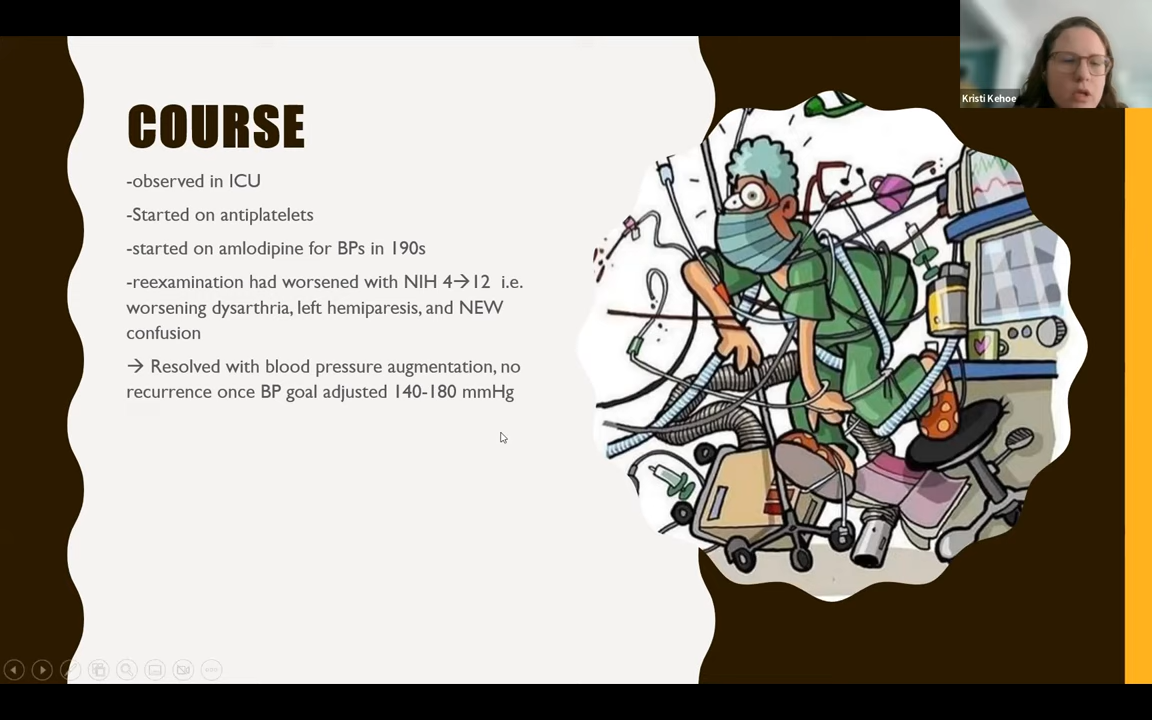 Kristi Kehoe
COURSE
-observed in ICU
-Started on antiplatelets
-started on amlodipine for BPs in 190s
-reexamination had worsened with NIH 4→12  i.e.
worsening dysarthria, left hemiparesis, and NEW
confusion
→ Resolved with blood pressure augmentation, no
recurrence once BP goal adjusted 140-180 mmHg